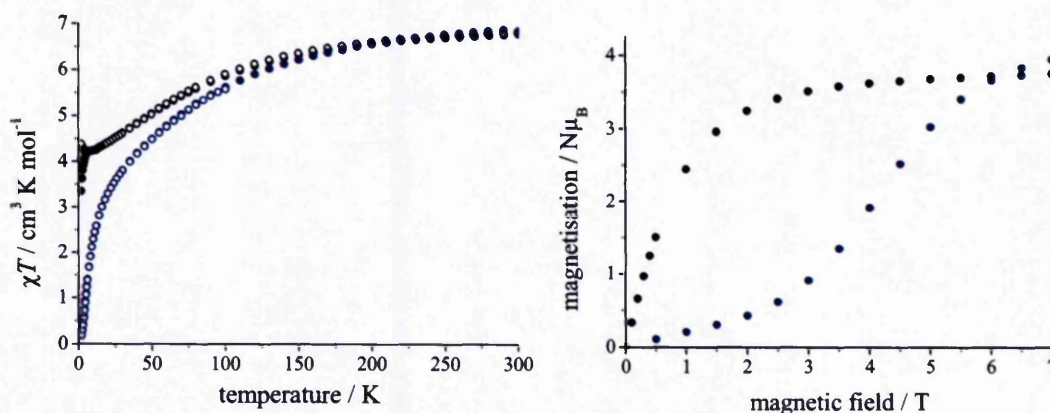 7
6
5
4
3
2
1
0
χT / cm³ K mol⁻¹
0 50 100 150 200 250 300
temperature / K
4
3
2
1
0
magnetisation / Nμ_B
0 1 2 3 4 5 6 7
magnetic field / T